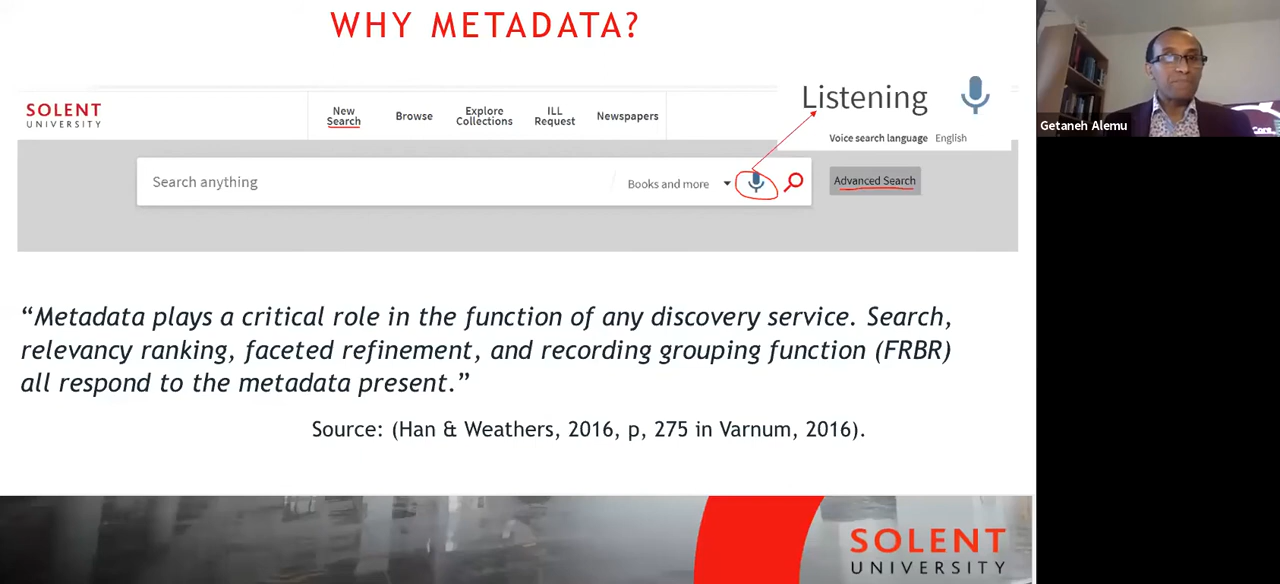 WHY METADATA?
SOLENT
UNIVERSITY
New
Search
Browse
Explore
Collections
ILL
Request
Newspapers
Listening
Voice search language English
Search anything
Books and more
Advanced Search
“Metadata plays a critical role in the function of any discovery service. Search,
relevancy ranking, faceted refinement, and recording grouping function (FRBR)
all respond to the metadata present.”
Source: (Han & Weathers, 2016, p, 275 in Varnum, 2016).
SOLENT
UNIVERSITY
Getaneh Alemu